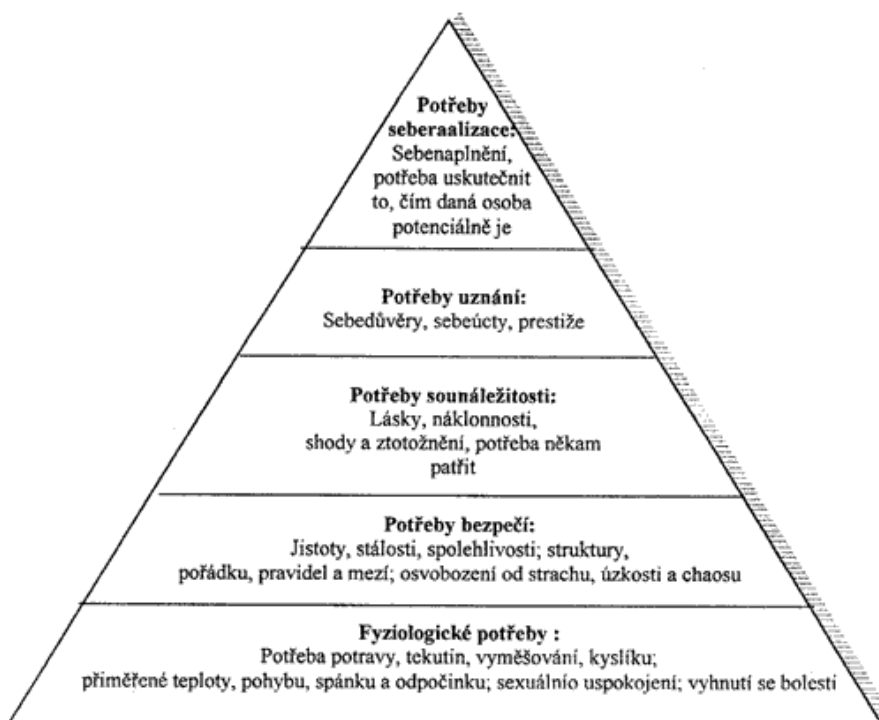 Potřeby
seberaalizace:
Sebenaplnění,
potřeba uskutečnit
to, čím daná osoba
potenciálně je
Potřeby uznání:
Sebedůvěry, sebeúcty, prestiže
Potřeby sounáležitosti:
Lásky, náklonnosti,
shody a ztotožnění, potřeba někam
patřit
Potřeby bezpečí:
Jistoty, stálosti, spolehlivosti; struktury,
pořádku, pravidel a mezí; osvobození od strachu, úzkosti a chaosu
Fyziologické potřeby :
Potřeba potravy, tekutin, vyměšování, kyslíku;
přiměřené teploty, pohybu, spánku a odpočinku; sexuálnío uspokojení; vyhnutí se bolesti